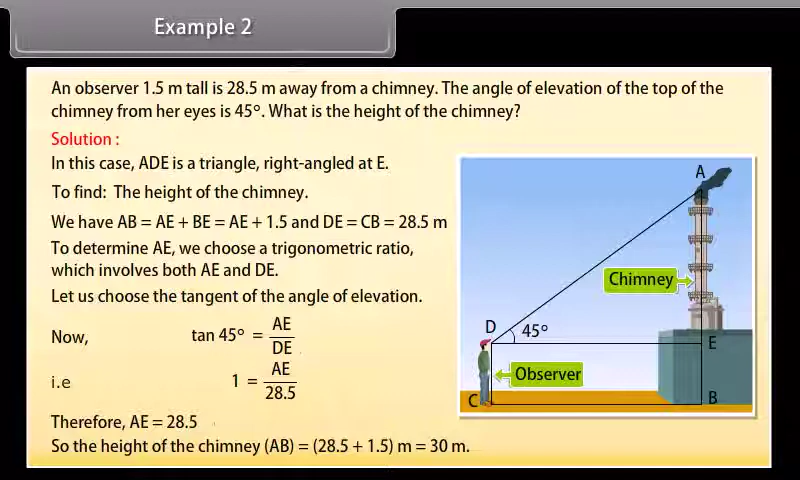 Example 2
An observer 1.5 m tall is 28.5 m away from a chimney. The angle of elevation of the top of the
chimney from her eyes is 45°. What is the height of the chimney?
Solution :
In this case, ADE is a triangle, right-angled at E.
To find: The height of the chimney.
We have AB = AE + BE = AE + 1.5 and DE = CB = 28.5 m
To determine AE, we choose a trigonometric ratio,
which involves both AE and DE.
Let us choose the tangent of the angle of elevation.
Now, tan 45° = AE / DE
i.e 1 = AE / 28.5
Therefore, AE = 28.5
So the height of the chimney (AB) = (28.5 + 1.5) m = 30 m.
A
Chimney
D 45°
E
Observer
C B